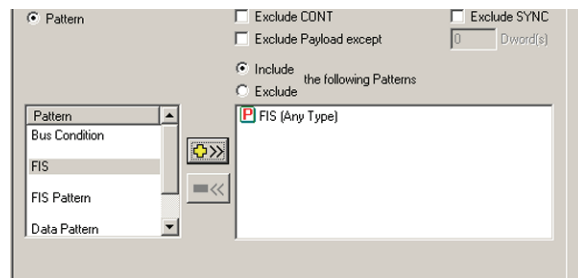 Pattern
Exclude CONT
Exclude SYNC
Exclude Payload except
0
Dword(s)
Include
the following Patterns
Exclude
Pattern
Bus Condition
FIS
FIS Pattern
Data Pattern
P FIS (Any Type)